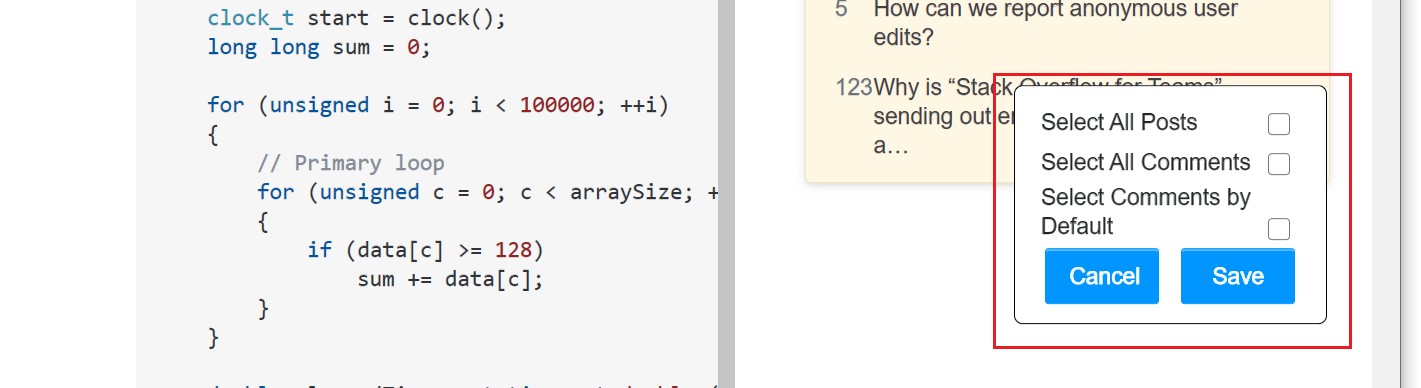 clock_t start = clock();
long long sum = 0;
for (unsigned i = 0; i < 100000; ++i)
{
// Primary loop
for (unsigned c = 0; c < arraySize; +
{
if (data[c] >= 128)
sum += data[c];
}
}
5 How can we report anonymous user
edits?
123 Why is “Stack Overflow for Teams”
sending out
a…
Select All Posts
Select All Comments
Select Comments by
Default
Cancel Save